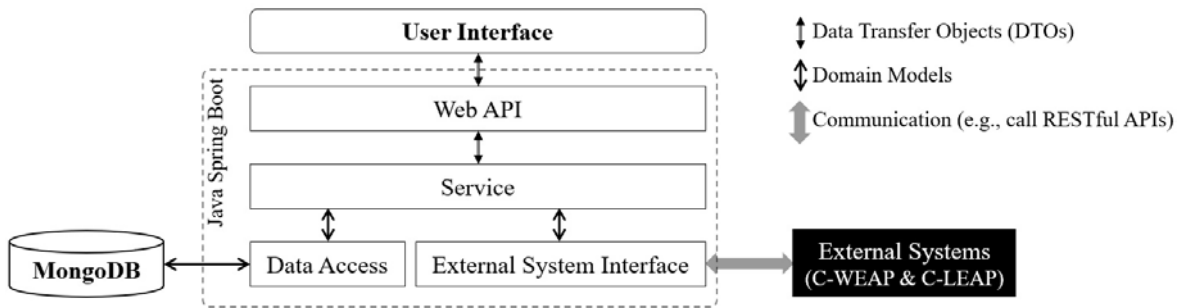 User Interface
Data Transfer Objects (DTOs)
Domain Models
Communication (e.g., call RESTful APIs)
Java Spring Boot
Web API
Service
MongoDB
Data Access
External System Interface
External Systems
(C-WEAP & C-LEAP)